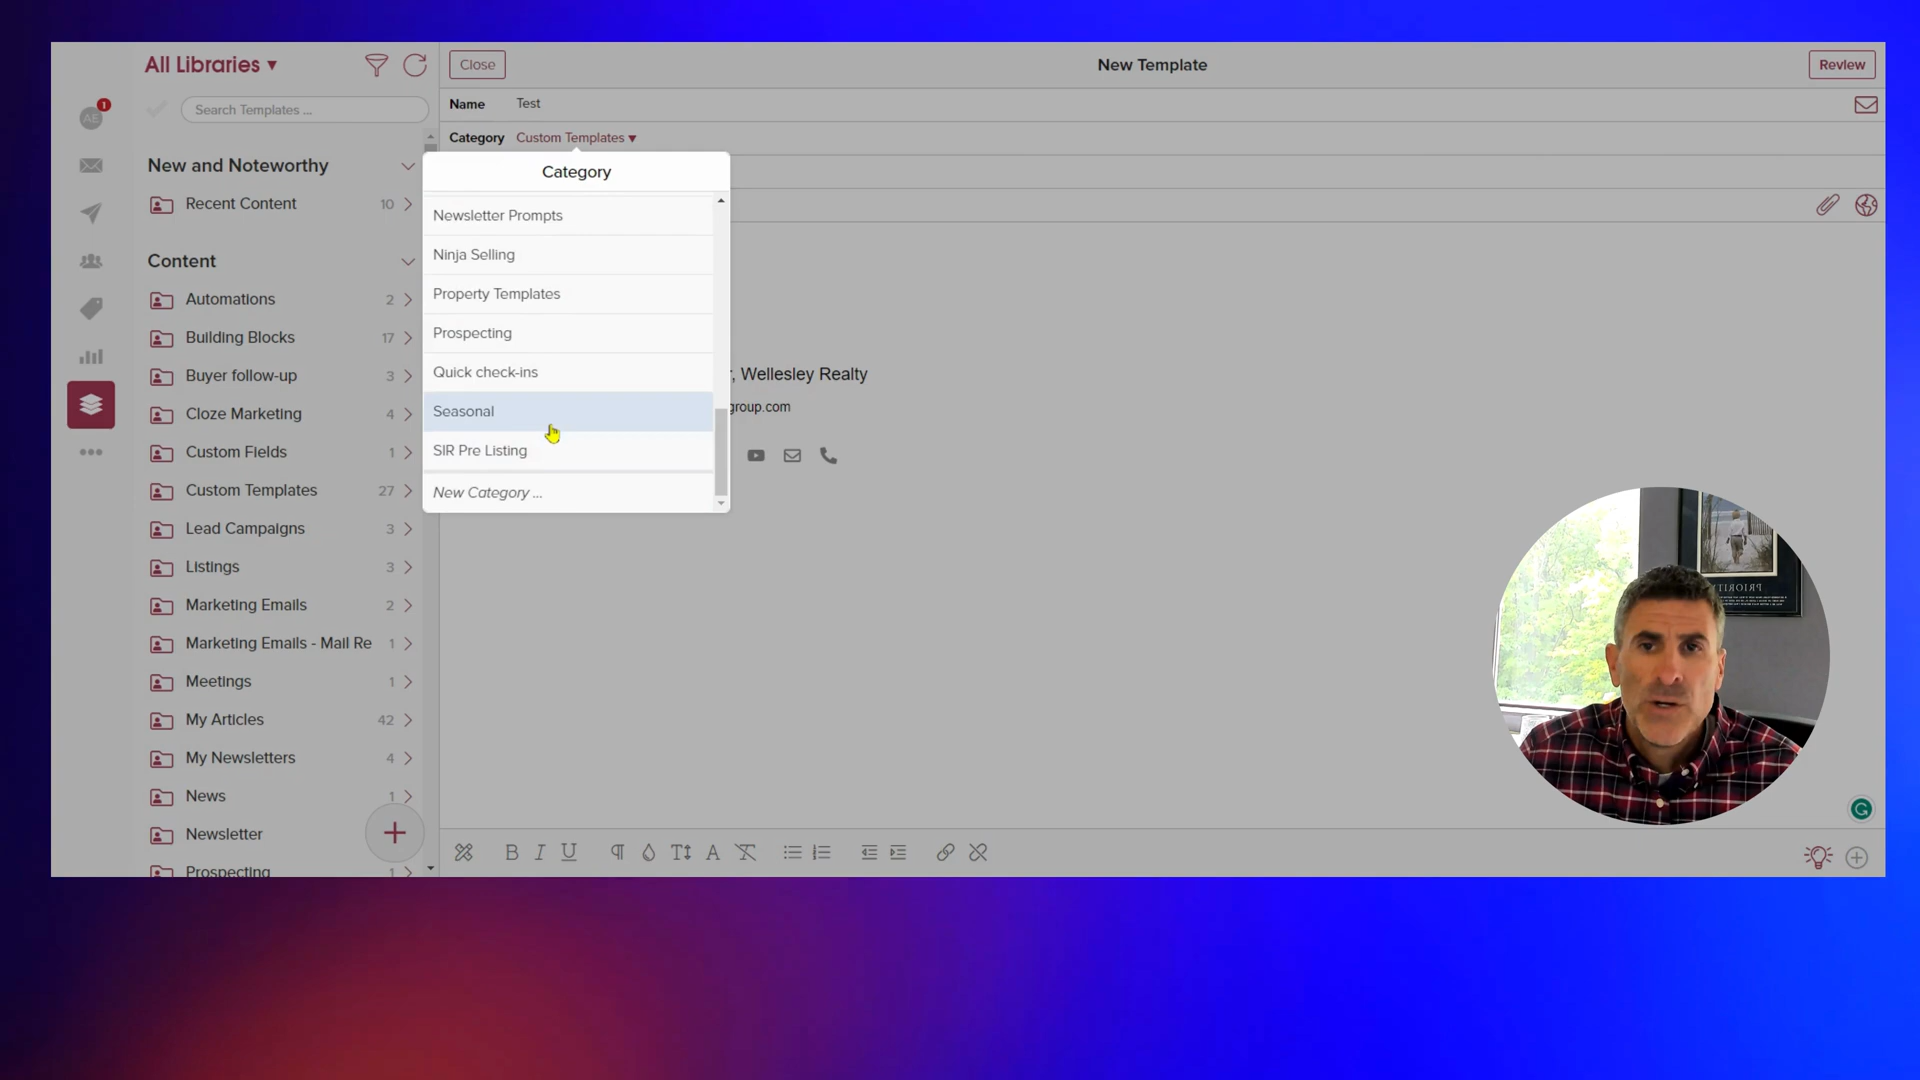 All Libraries ▾
Search Templates ...
AE
1
New and Noteworthy
Recent Content 10
Content
Automations 2
Building Blocks 17
Buyer follow-up 3
Cloze Marketing 4
Custom Fields 1
Custom Templates 27
Lead Campaigns 3
Listings 3
Marketing Emails 2
Marketing Emails - Mail Re 1
Meetings 1
My Articles 42
My Newsletters 4
News 1
Newsletter
Prospecting 1
Close
New Template
Review
Name Test
Category Custom Templates ▾
Category
Newsletter Prompts
Ninja Selling
Property Templates
Prospecting
Quick check-ins
Seasonal
SIR Pre Listing
New Category ...
, Wellesley Realty
group.com
B I U